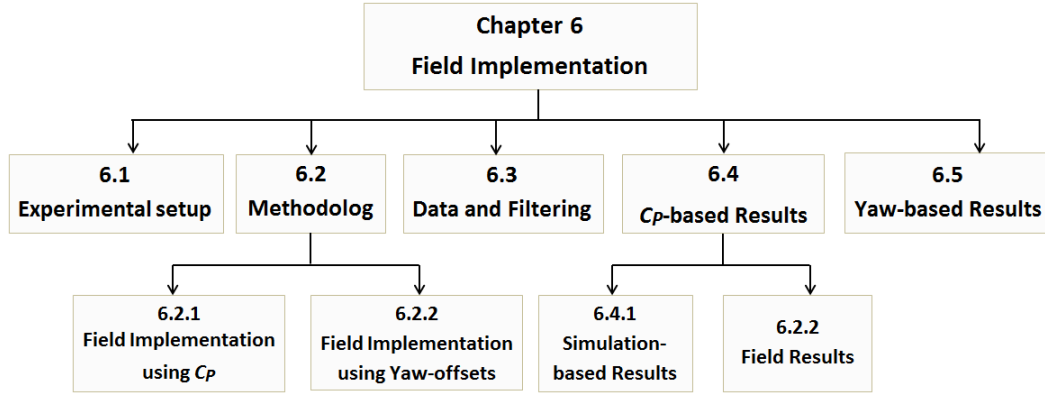 Chapter 6
Field Implementation
6.1
Experimental setup
6.2
Methodolog
6.3
Data and Filtering
6.4
CP-based Results
6.5
Yaw-based Results
6.2.1
Field Implementation
using CP
6.2.2
Field Implementation
using Yaw-offsets
6.4.1
Simulation-
based Results
6.2.2
Field Results